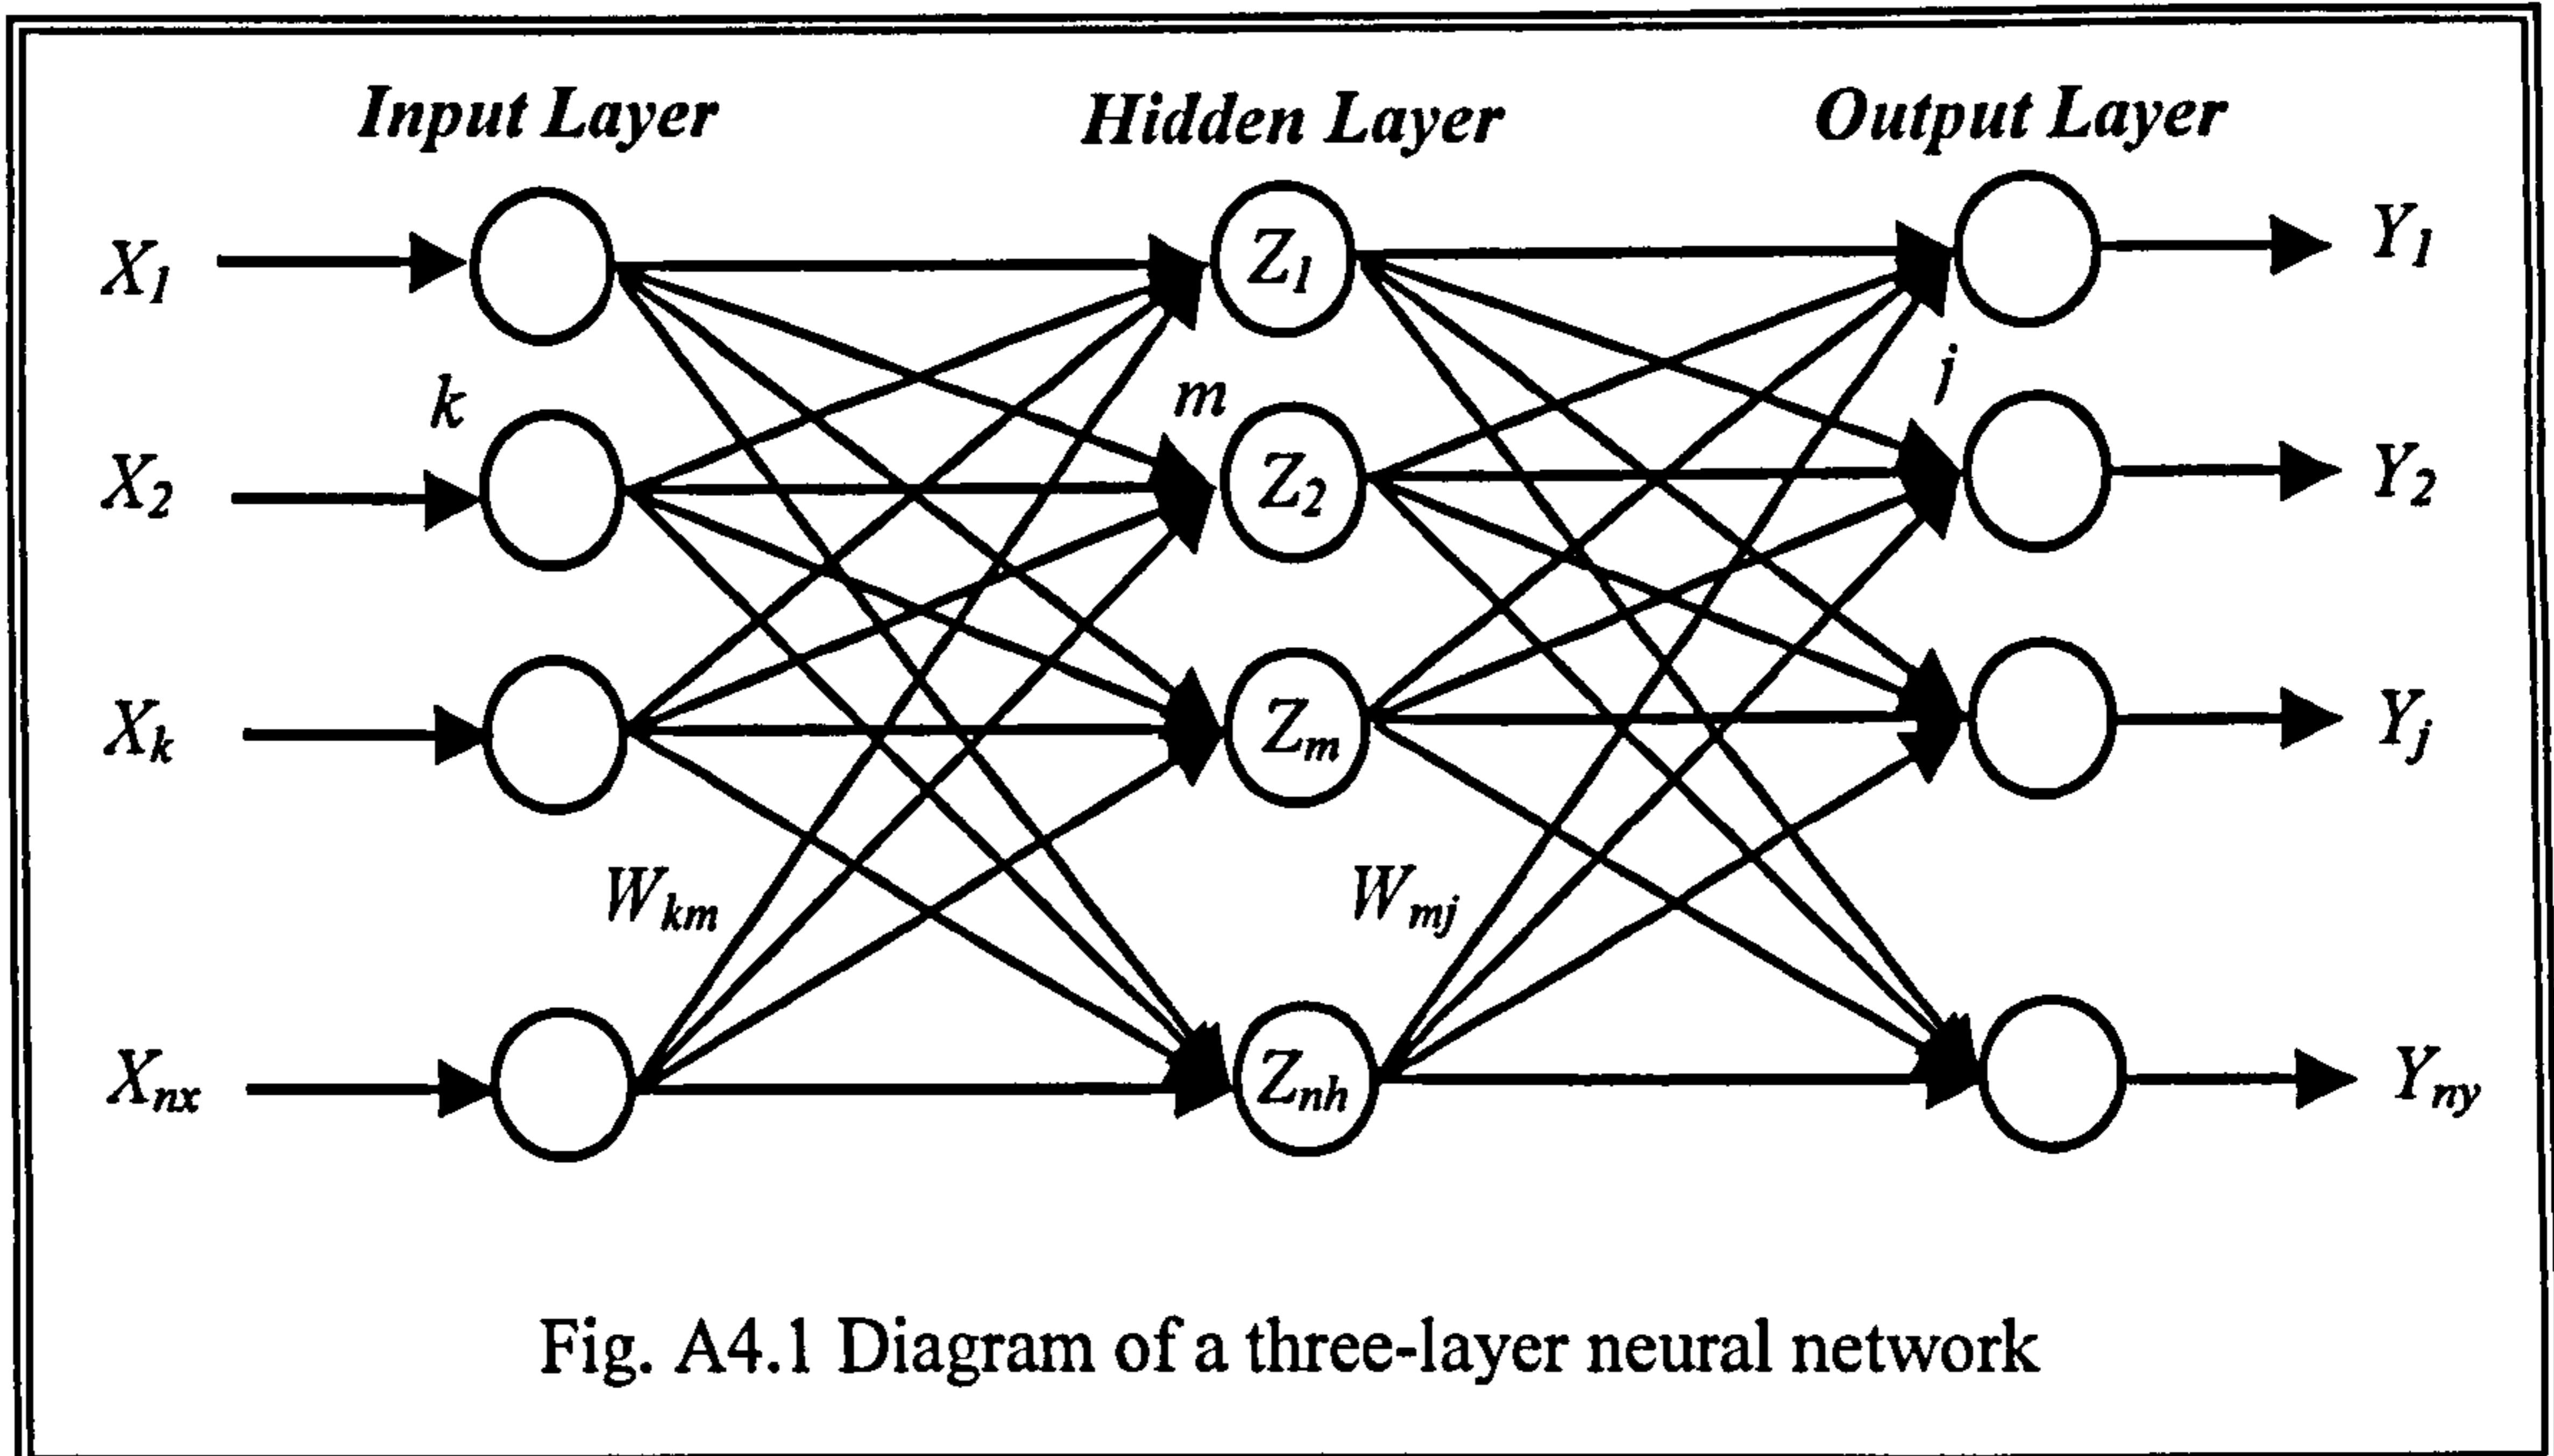 Input Layer Hidden Layer Output Layer
X1 Z1 Y1
k m j
X2 Z2 Y2
Xk Zm Yj
Wkm Wmj
Xnx Znh Yny
Fig. A4.1 Diagram of a three-layer neural network